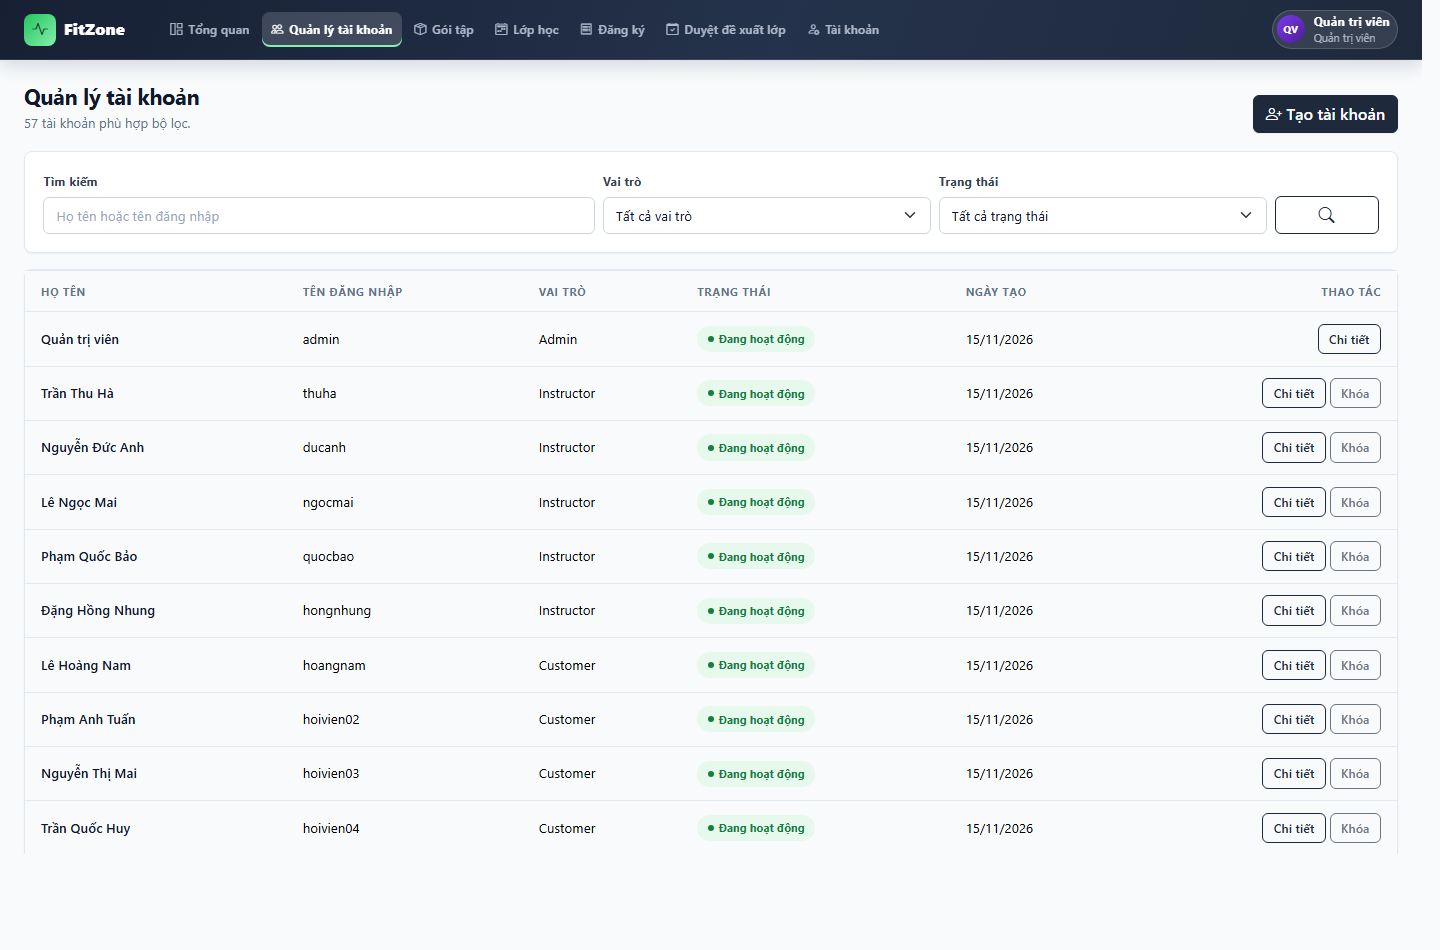 FitZone
Tổng quan
Quản lý tài khoản
Gói tập
Lớp học
Đăng ký
Duyệt đề xuất lớp
Tài khoản
QV
Quản trị viên
Quản trị viên
Quản lý tài khoản
57 tài khoản phù hợp bộ lọc.
Tạo tài khoản
Tìm kiếm
Vai trò
Trạng thái
Họ tên hoặc tên đăng nhập
Tất cả vai trò
Tất cả trạng thái
HỌ TÊN TÊN ĐĂNG NHẬP VAI TRÒ TRẠNG THÁI NGÀY TẠO THAO TÁC
Quản trị viên admin Admin Đang hoạt động 15/11/2026 Chi tiết
Trần Thu Hà thuha Instructor Đang hoạt động 15/11/2026 Chi tiết Khóa
Nguyễn Đức Anh ducanh Instructor Đang hoạt động 15/11/2026 Chi tiết Khóa
Lê Ngọc Mai ngocmai Instructor Đang hoạt động 15/11/2026 Chi tiết Khóa
Phạm Quốc Bảo quocbao Instructor Đang hoạt động 15/11/2026 Chi tiết Khóa
Đặng Hồng Nhung hongnhung Instructor Đang hoạt động 15/11/2026 Chi tiết Khóa
Lê Hoàng Nam hoangnam Customer Đang hoạt động 15/11/2026 Chi tiết Khóa
Phạm Anh Tuấn hoivien02 Customer Đang hoạt động 15/11/2026 Chi tiết Khóa
Nguyễn Thị Mai hoivien03 Customer Đang hoạt động 15/11/2026 Chi tiết Khóa
Trần Quốc Huy hoivien04 Customer Đang hoạt động 15/11/2026 Chi tiết Khóa